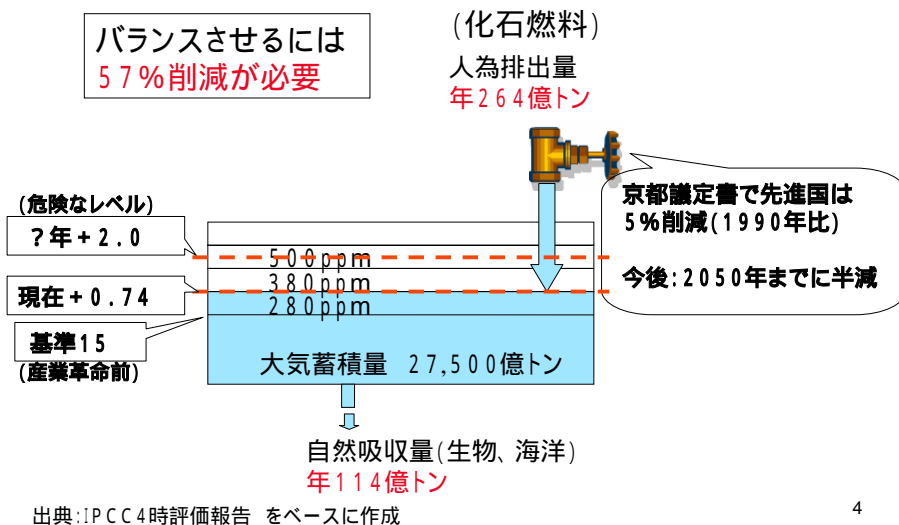 バランスさせるには
57%削減が必要
(化石燃料)
人為排出量
年264億トン
京都議定書で先進国は
5%削減(1990年比)
今後:2050年までに半減
(危険なレベル)
?年+2.0
500ppm
現在+0.74
380ppm
280ppm
基準15
(産業革命前)
大気蓄積量 27,500億トン
自然吸収量(生物、海洋)
年114億トン
出典:IPCC4時評価報告 をベースに作成
4